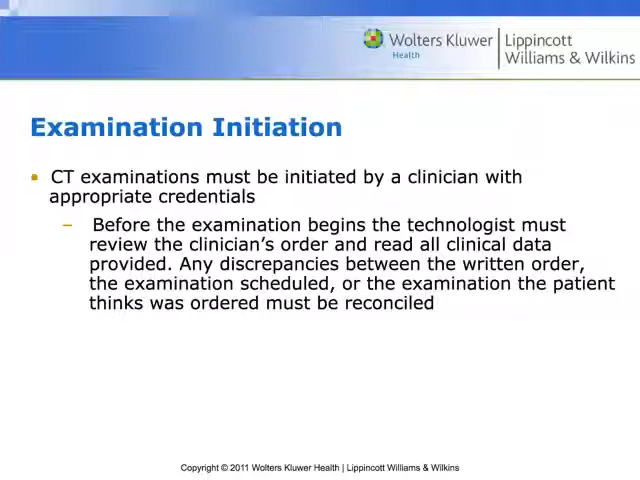 Wolters Kluwer
Health
Lippincott
Williams & Wilkins
Examination Initiation
• CT examinations must be initiated by a clinician with
appropriate credentials
– Before the examination begins the technologist must
review the clinician's order and read all clinical data
provided. Any discrepancies between the written order,
the examination scheduled, or the examination the patient
thinks was ordered must be reconciled
Copyright © 2011 Wolters Kluwer Health | Lippincott Williams & Wilkins